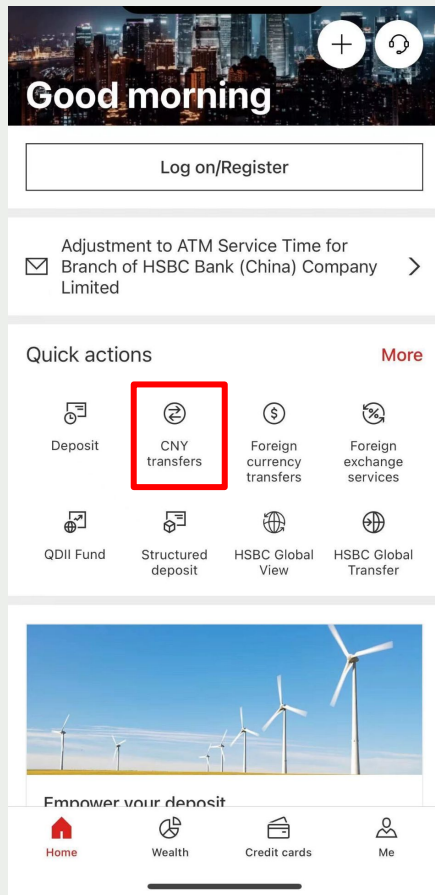 Good morning
Log on/Register
Adjustment to ATM Service Time for
Branch of HSBC Bank (China) Company
Limited
Quick actions
More
Deposit
CNY
transfers
Foreign
currency
transfers
Foreign
exchange
services
QDII Fund
Structured
deposit
HSBC Global
View
HSBC Global
Transfer
Empower your deposit
Home
Wealth
Credit cards
Me